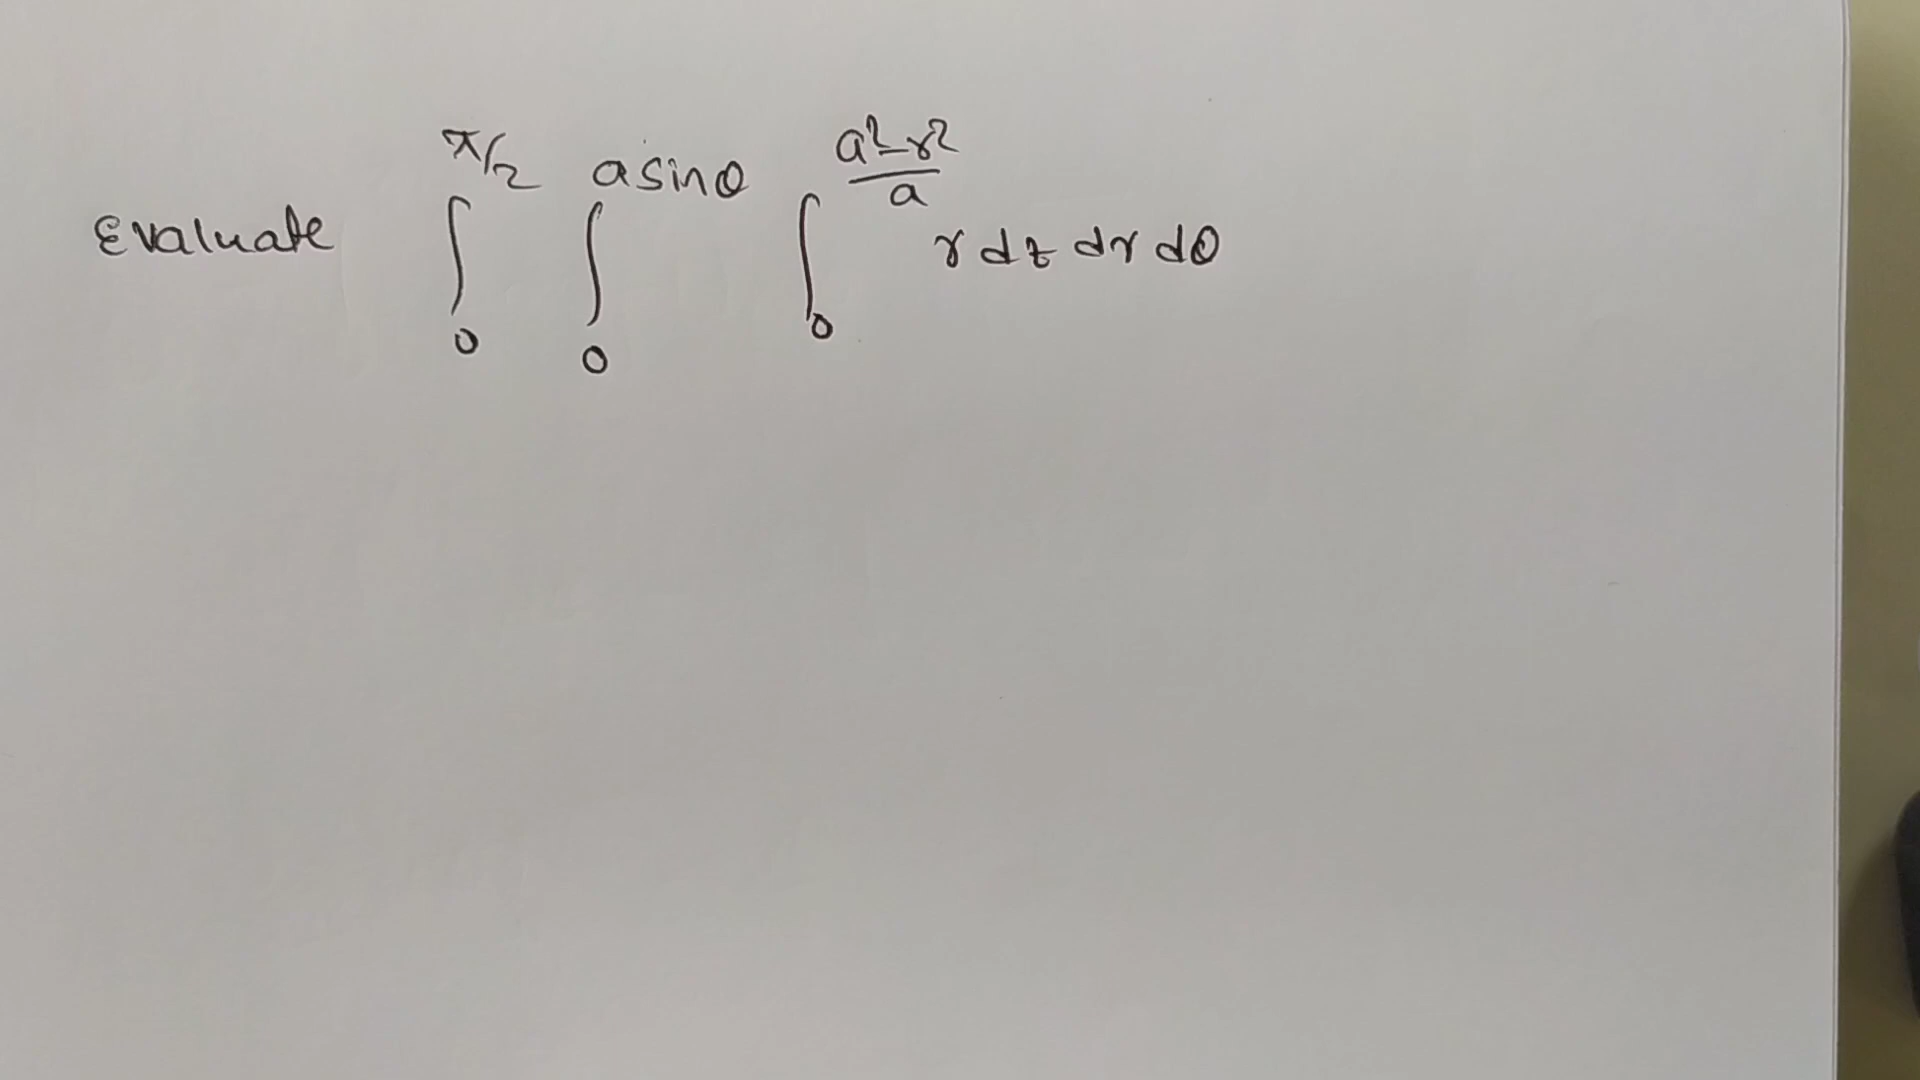 Evaluate ∫₀^{π/2} ∫₀^{a sinθ} ∫₀^{(a²-r²)/a} r dz dr dθ